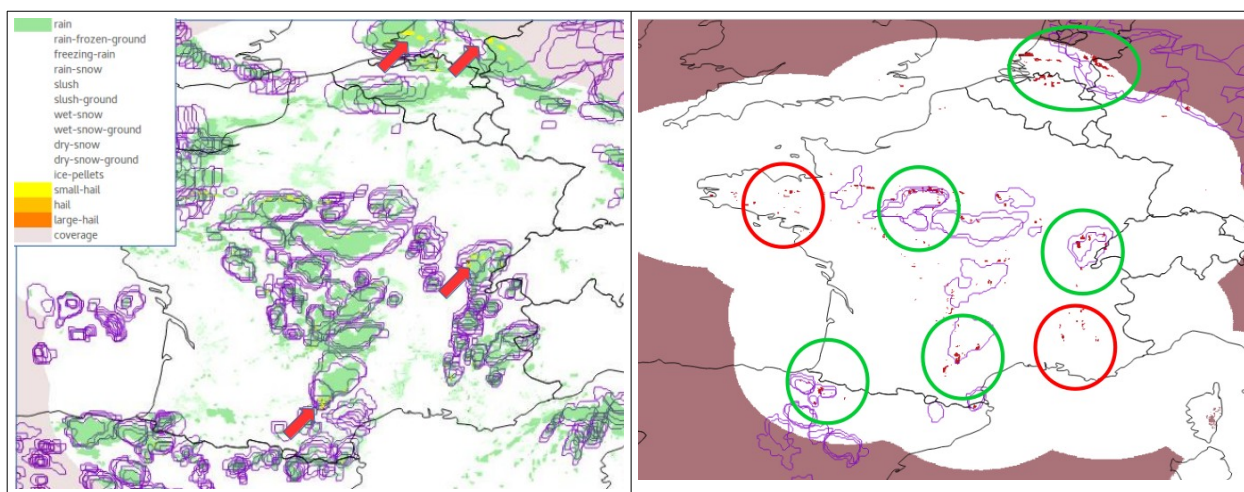 rain
rain-frozen-ground
freezing-rain
rain-snow
slush
slush-ground
wet-snow
wet-snow-ground
dry-snow
dry-snow-ground
ice-pellets
small-hail
hail
large-hail
coverage